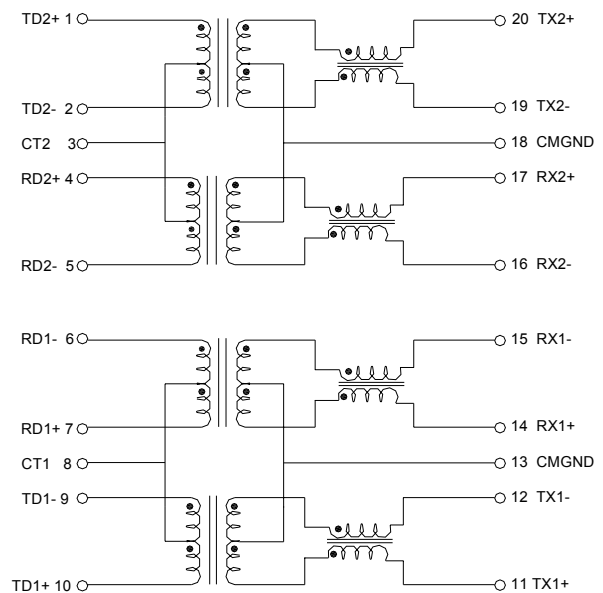 TD2+ 1
20 TX2+
TD2- 2
19 TX2-
CT2 3
18 CMGND
RD2+ 4
17 RX2+
RD2- 5
16 RX2-
RD1- 6
15 RX1-
RD1+ 7
14 RX1+
CT1 8
13 CMGND
TD1- 9
12 TX1-
TD1+ 10
11 TX1+